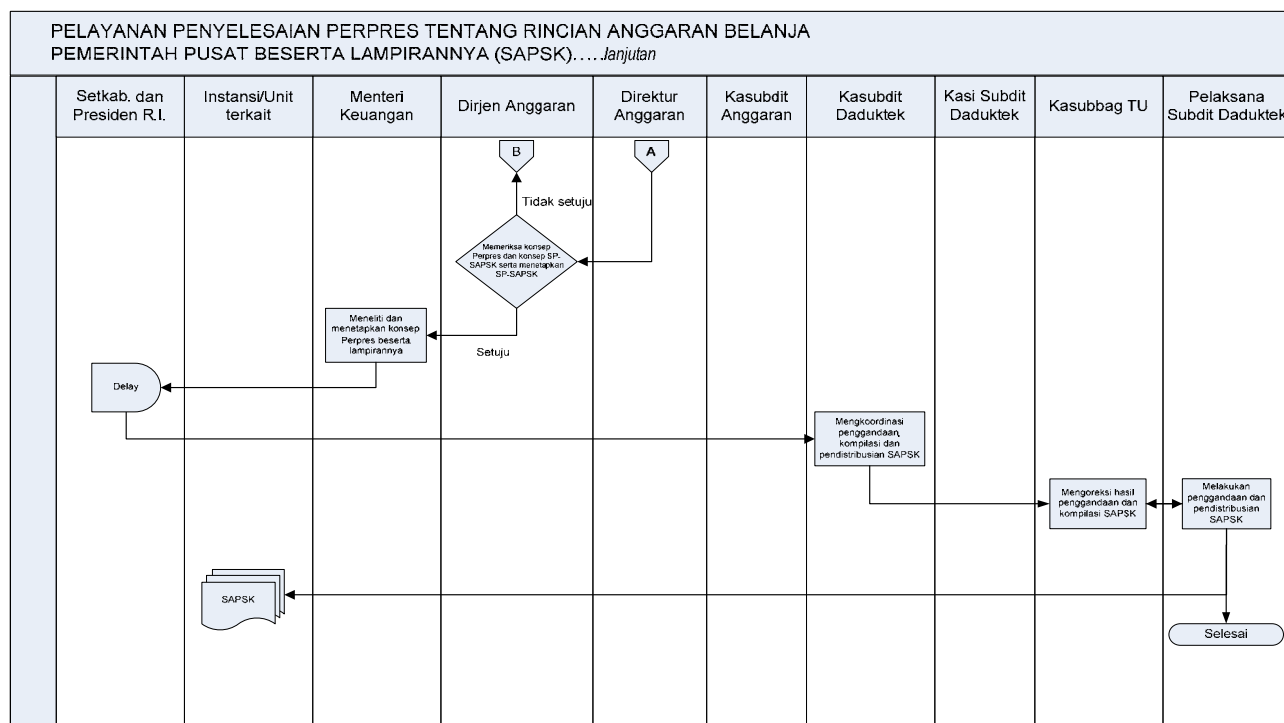 PELAYANAN PENYELESAIAN PERPRES TENTANG RINCIAN ANGGARAN BELANJA
PEMERINTAH PUSAT BESERTA LAMPIRANNYA (SAPSK).....lanjutan
Setkab. dan
Presiden R.I.
Instansi/Unit
terkait
Menteri
Keuangan
Dirjen Anggaran
Direktur
Anggaran
Kasubdit
Anggaran
Kasubdit
Daduktek
Kasi Subdit
Daduktek
Kasubbag TU
Pelaksana
Subdit Daduktek
B
A
Tidak setuju
Memeriksa konsep
Perpres dan konsep SP-
SAPSK serta menetapkan
SP-SAPSK
Meneliti dan
menetapkan konsep
Perpres beserta
lampirannya
Setuju
Delay
Mengkoordinasi
penggandaan,
kompilasi dan
pendistribusian SAPSK
Mengoreksi hasil
penggandaan dan
kompilasi SAPSK
Melakukan
penggandaan dan
pendistribusian
SAPSK
SAPSK
Selesai